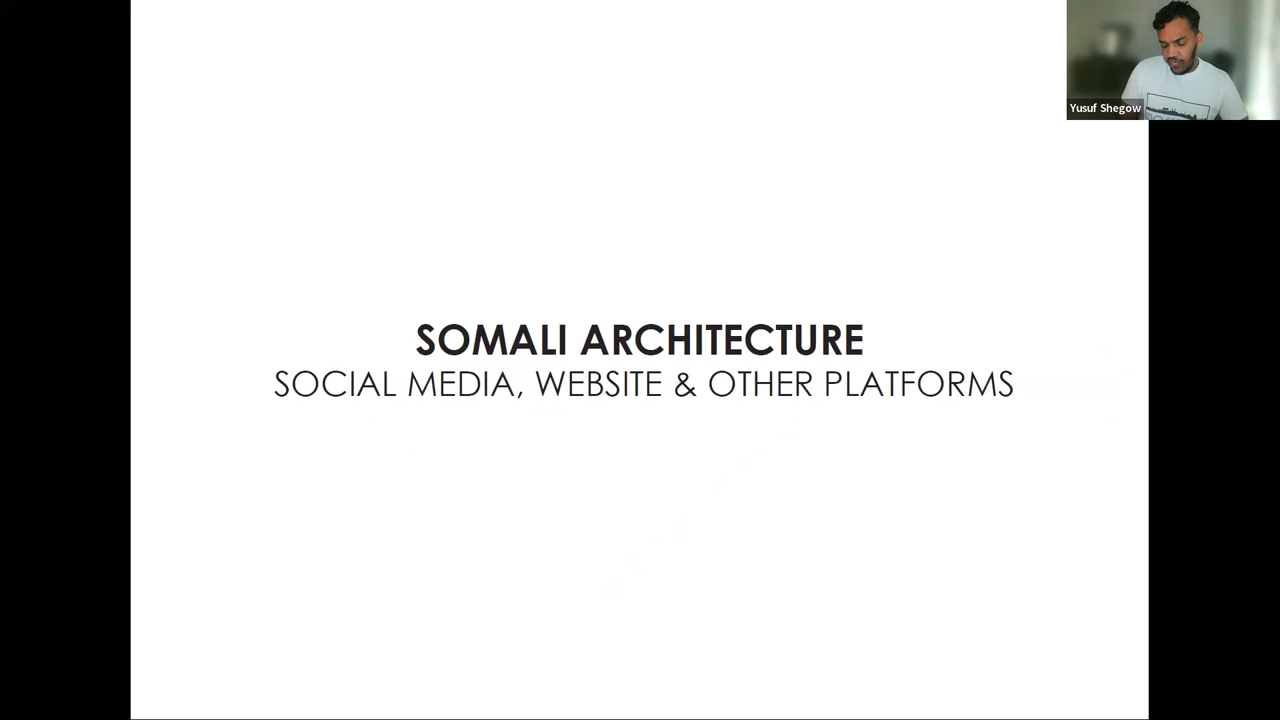 Yusuf Shegow
SOMALI ARCHITECTURE
SOCIAL MEDIA, WEBSITE & OTHER PLATFORMS